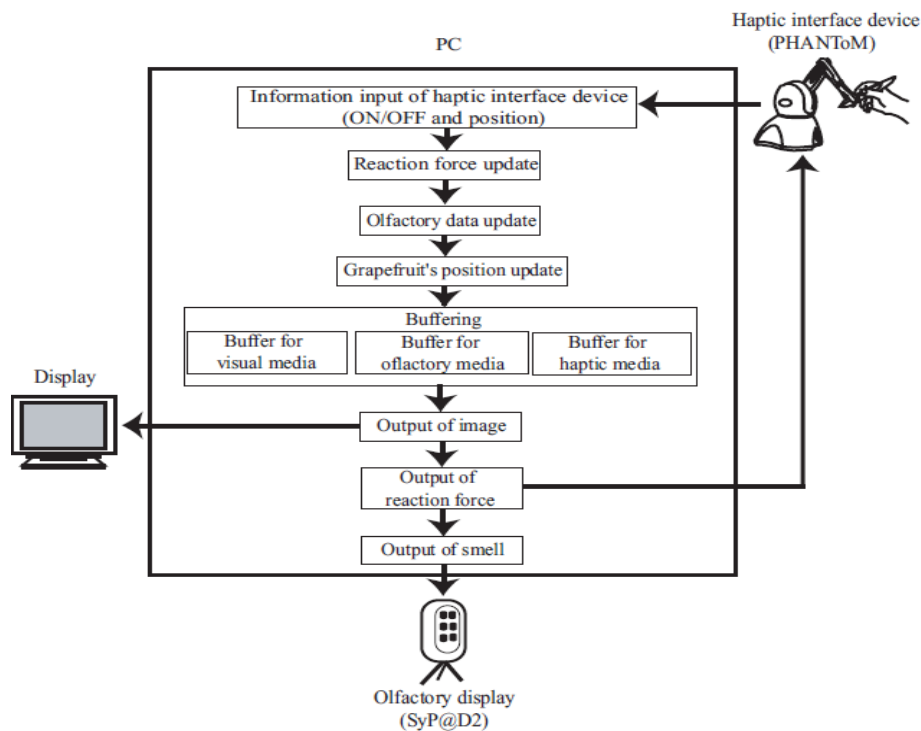 Haptic interface device
(PHANToM)
PC
Information input of haptic interface device
(ON/OFF and position)
Reaction force update
Olfactory data update
Grapefruit's position update
Buffering
Buffer for
visual media
Buffer for
oflactory media
Buffer for
haptic media
Display
Output of image
Output of
reaction force
Output of smell
Olfactory display
(SyP@D2)